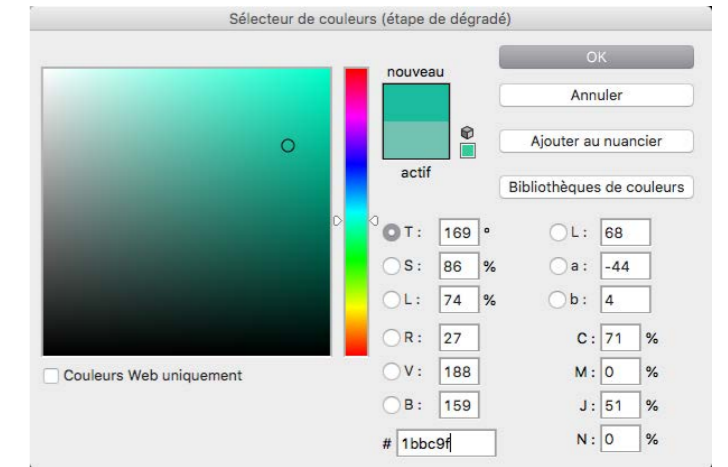 Sélecteur de couleurs (étape de dégradé)
nouveau
actif
OK
Annuler
Ajouter au nuancier
Bibliothèques de couleurs
T : 169 °
S : 86 %
L : 74 %
R : 27
V : 188
B : 159
# 1bbc9f
L : 68
a : -44
b : 4
C : 71 %
M : 0 %
J : 51 %
N : 0 %
Couleurs Web uniquement